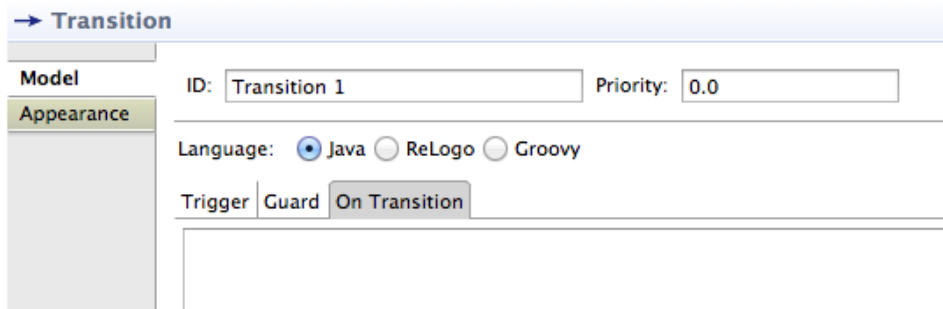 Transition
Model
Appearance
ID: Transition 1 Priority: 0.0
Language: Java ReLogo Groovy
Trigger Guard On Transition